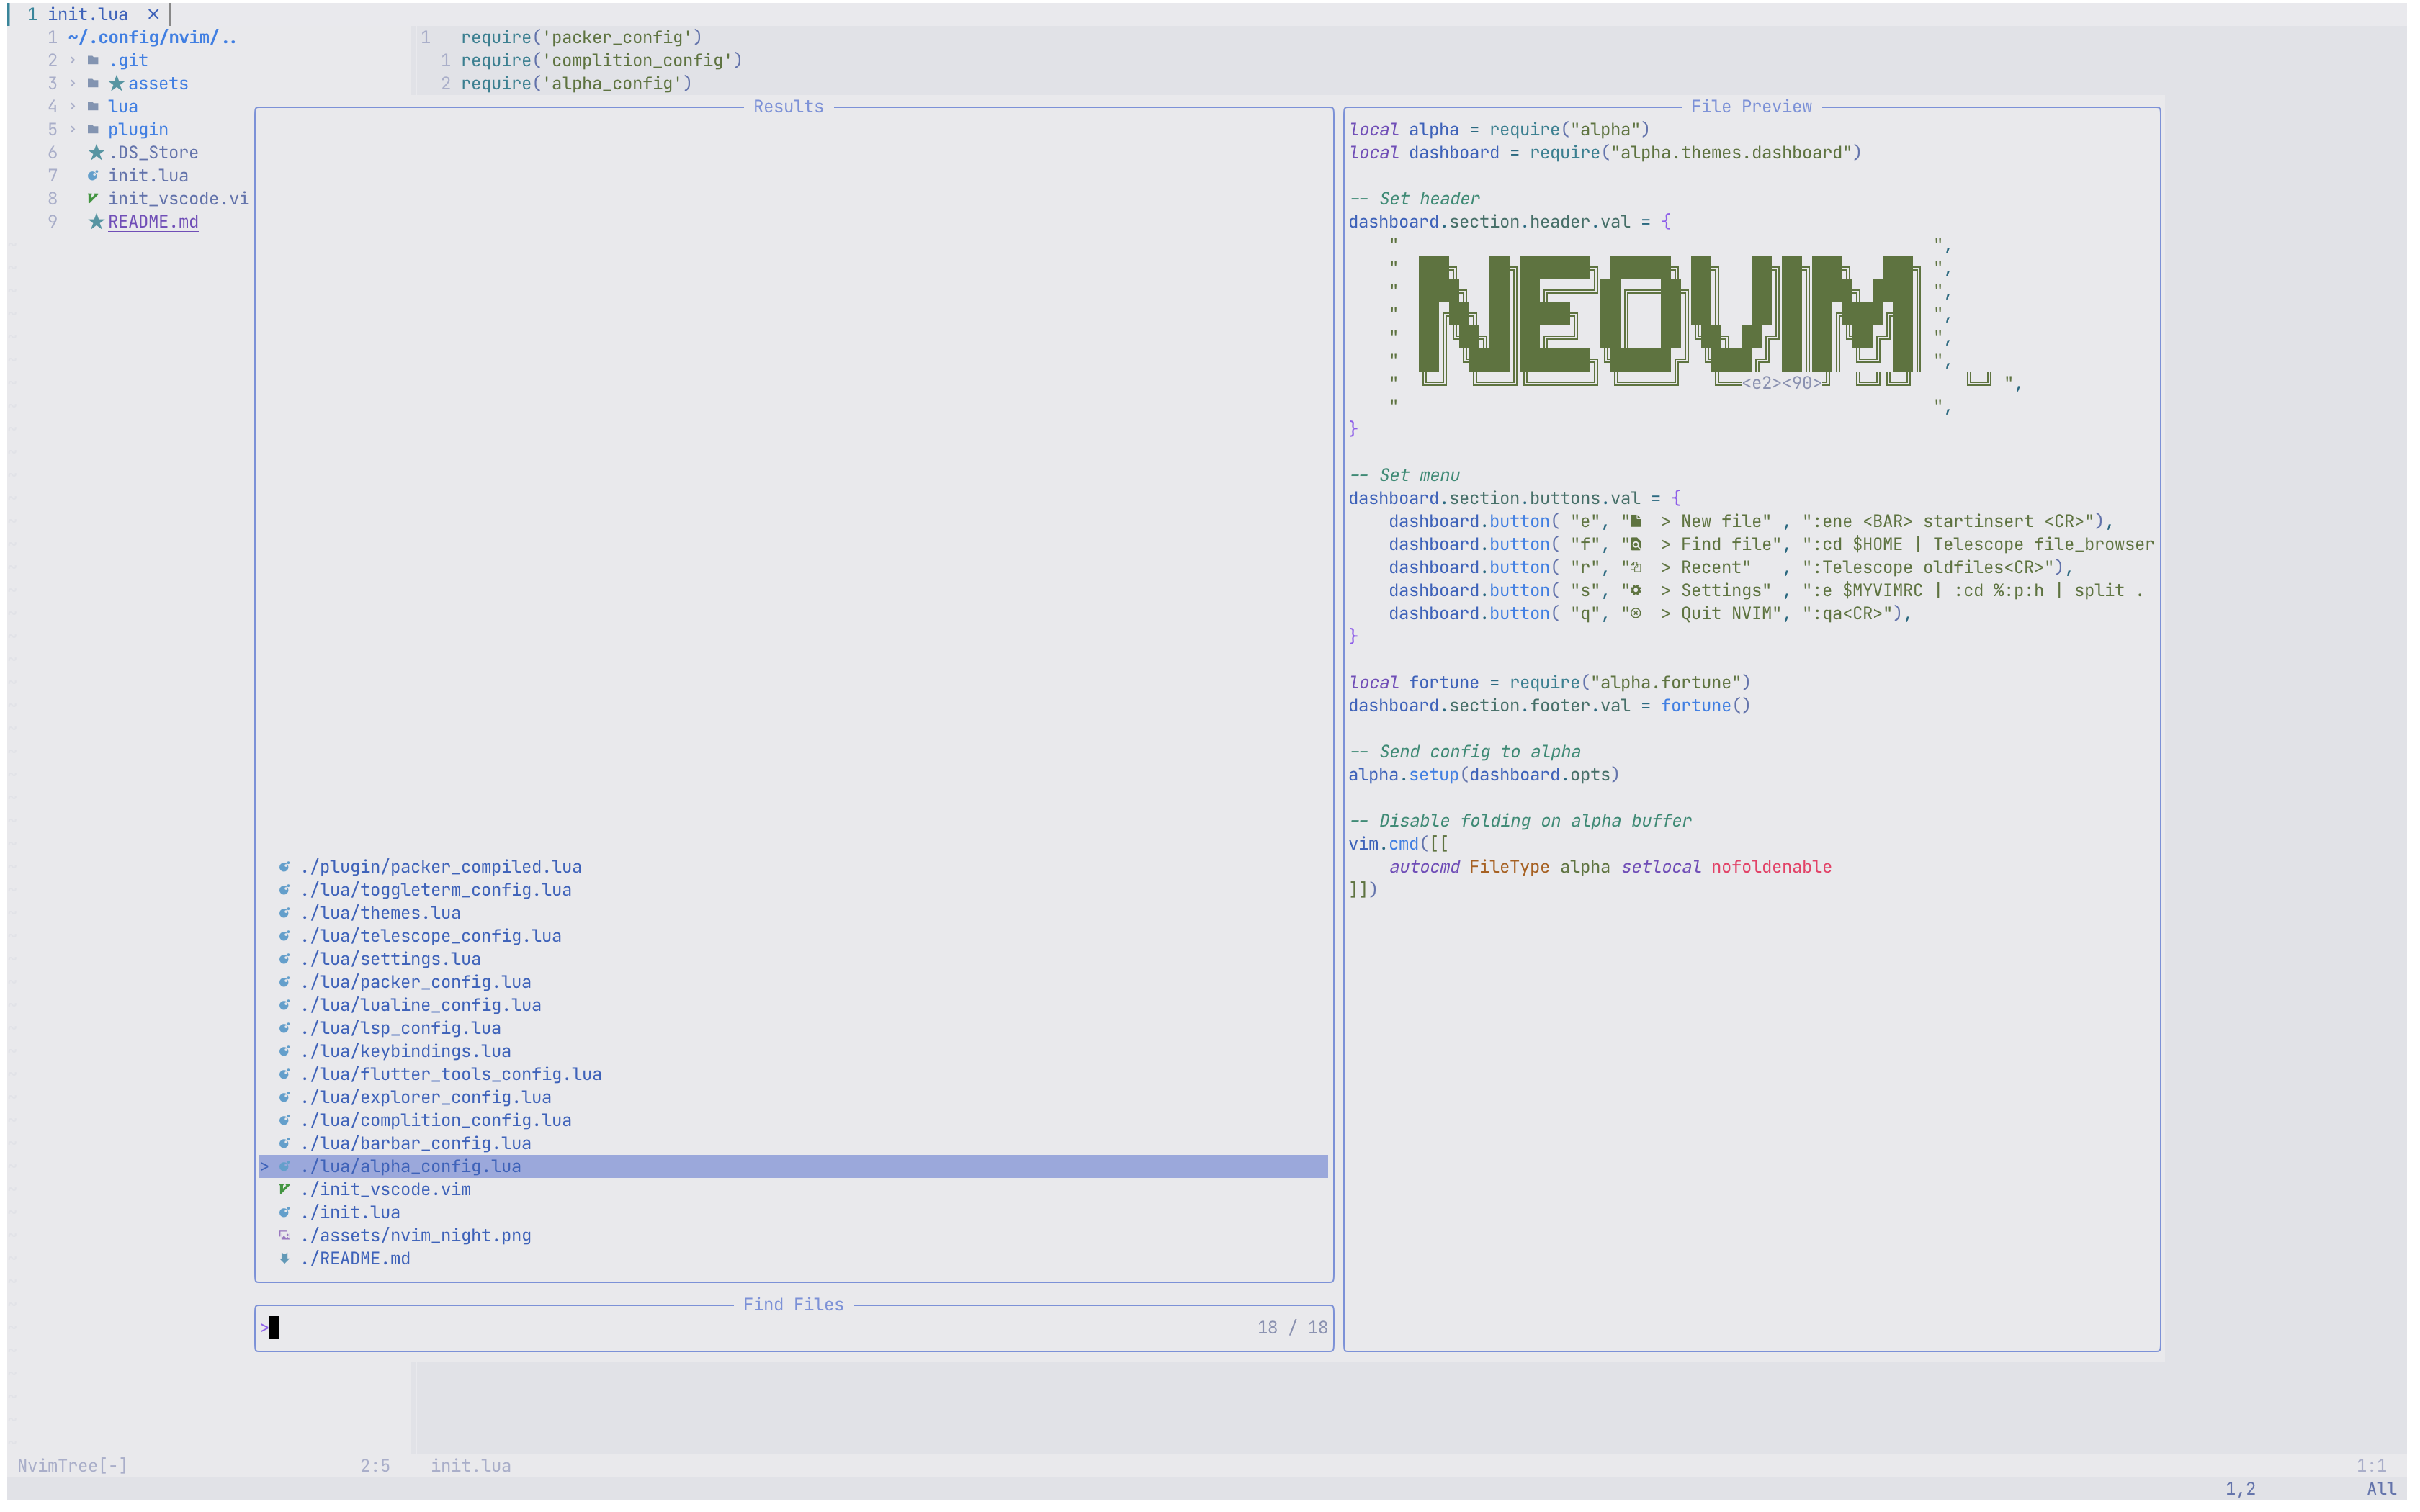 1 init.lua ×
1 ~/.config/nvim/..
2 › .git
3 › ★ assets
4 › lua
5 › plugin
6 ★ .DS_Store
7 init.lua
8 init_vscode.vi
9 ★ README.md
1 require('packer_config')
1 require('complition_config')
2 require('alpha_config')
Results
./plugin/packer_compiled.lua
./lua/toggleterm_config.lua
./lua/themes.lua
./lua/telescope_config.lua
./lua/settings.lua
./lua/packer_config.lua
./lua/lualine_config.lua
./lua/lsp_config.lua
./lua/keybindings.lua
./lua/flutter_tools_config.lua
./lua/explorer_config.lua
./lua/complition_config.lua
./lua/barbar_config.lua
> ./lua/alpha_config.lua
./init_vscode.vim
./init.lua
./assets/nvim_night.png
./README.md
Find Files
> 18 / 18
File Preview
local alpha = require("alpha")
local dashboard = require("alpha.themes.dashboard")
-- Set header
dashboard.section.header.val = {
" ",
NEOVIM
" <e2><90> ",
" ",
}
-- Set menu
dashboard.section.buttons.val = {
dashboard.button( "e", " > New file" , ":ene <BAR> startinsert <CR>"),
dashboard.button( "f", " > Find file", ":cd $HOME | Telescope file_browser
dashboard.button( "r", " > Recent" , ":Telescope oldfiles<CR>"),
dashboard.button( "s", " > Settings" , ":e $MYVIMRC | :cd %:p:h | split .
dashboard.button( "q", " > Quit NVIM", ":qa<CR>"),
}
local fortune = require("alpha.fortune")
dashboard.section.footer.val = fortune()
-- Send config to alpha
alpha.setup(dashboard.opts)
-- Disable folding on alpha buffer
vim.cmd([[
autocmd FileType alpha setlocal nofoldenable
]])
NvimTree[-] 2:5 init.lua 1:1
1,2 All